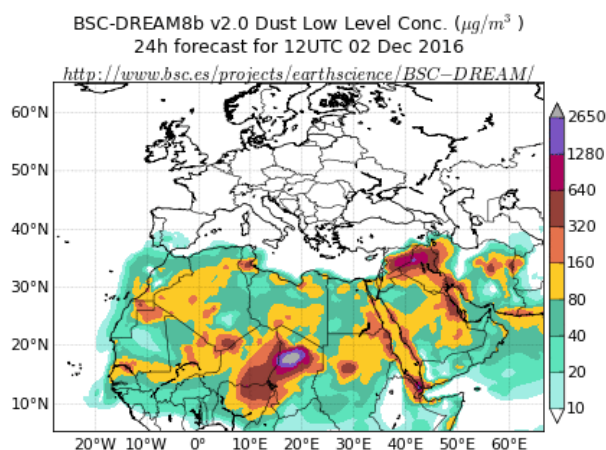 BSC-DREAM8b v2.0 Dust Low Level Conc. (μg/m³ )
24h forecast for 12UTC 02 Dec 2016
http://www.bsc.es/projects/earthscience/BSC−DREAM/
60°N
50°N
40°N
30°N
20°N
10°N
20°W 10°W 0° 10°E 20°E 30°E 40°E 50°E 60°E
2650
1280
640
320
160
80
40
20
10